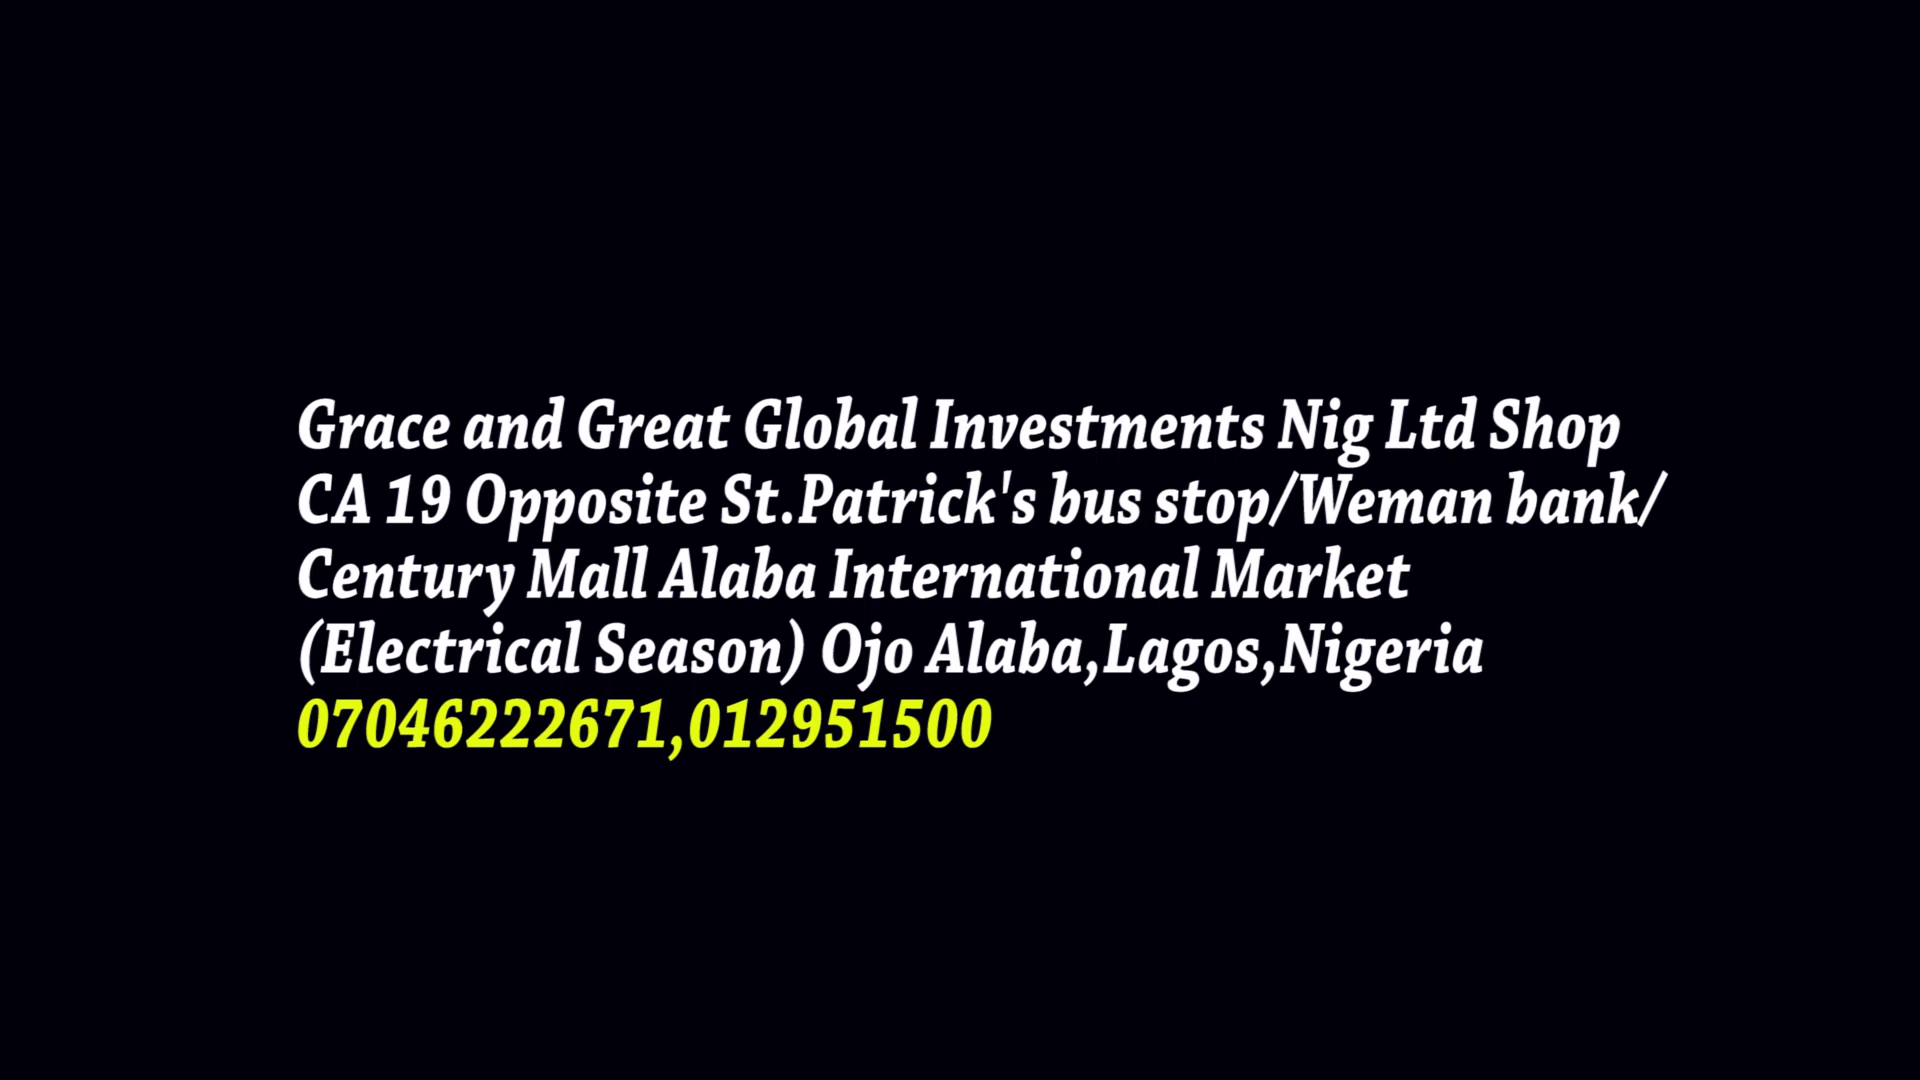 Grace and Great Global Investments Nig Ltd Shop
CA 19 Opposite St.Patrick's bus stop/Weman bank/
Century Mall Alaba International Market
(Electrical Season) Ojo Alaba,Lagos,Nigeria
07046222671,012951500